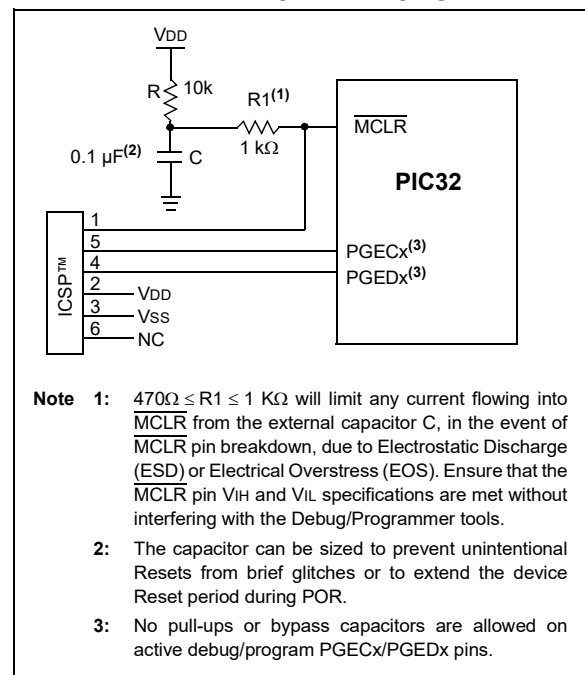 VDD
R 10k
R1(1)
1 kΩ
0.1 µF(2) C
MCLR
PIC32
ICSP™
1
5
4
2
3
6
VDD
VSS
NC
PGECx(3)
PGEDx(3)
Note 1: 470Ω ≤ R1 ≤ 1 KΩ will limit any current flowing into
MCLR from the external capacitor C, in the event of
MCLR pin breakdown, due to Electrostatic Discharge
(ESD) or Electrical Overstress (EOS). Ensure that the
MCLR pin VIH and VIL specifications are met without
interfering with the Debug/Programmer tools.
2: The capacitor can be sized to prevent unintentional
Resets from brief glitches or to extend the device
Reset period during POR.
3: No pull-ups or bypass capacitors are allowed on
active debug/program PGECx/PGEDx pins.